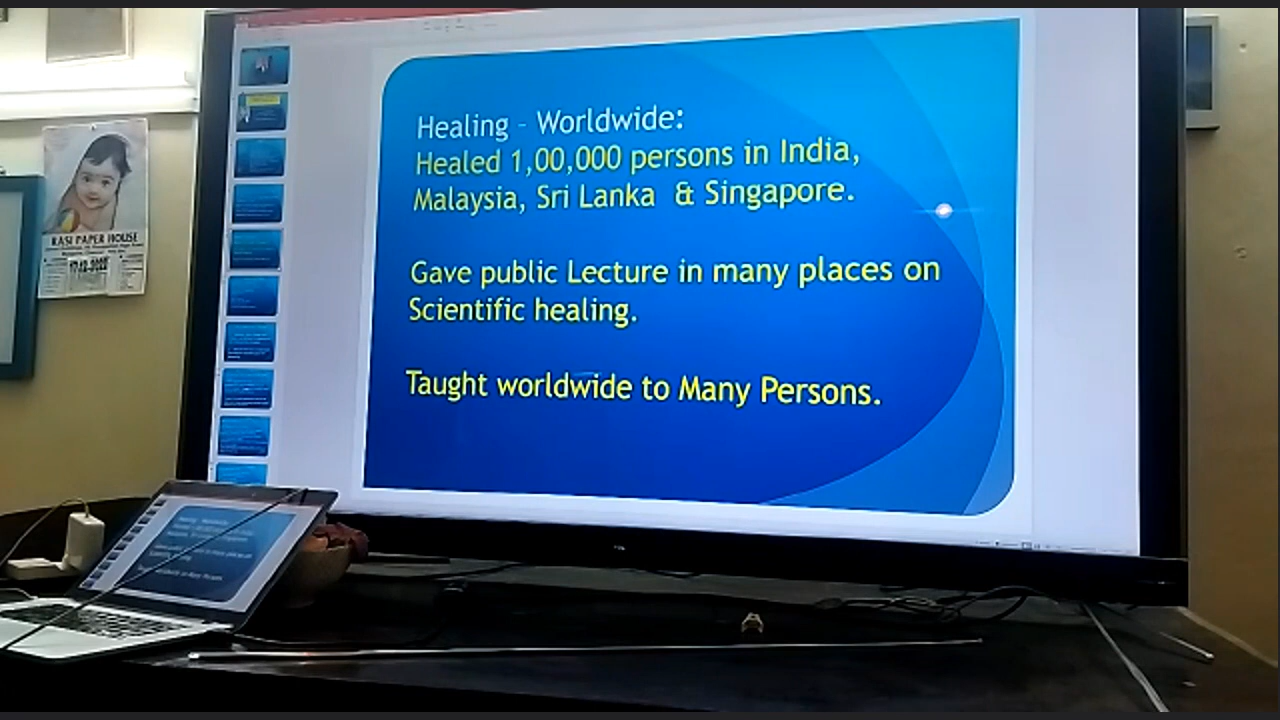 Healing - Worldwide:
Healed 1,00,000 persons in India,
Malaysia, Sri Lanka & Singapore.
Gave public Lecture in many places on
Scientific healing.
Taught worldwide to Many Persons.
RASI PAPER HOUSE